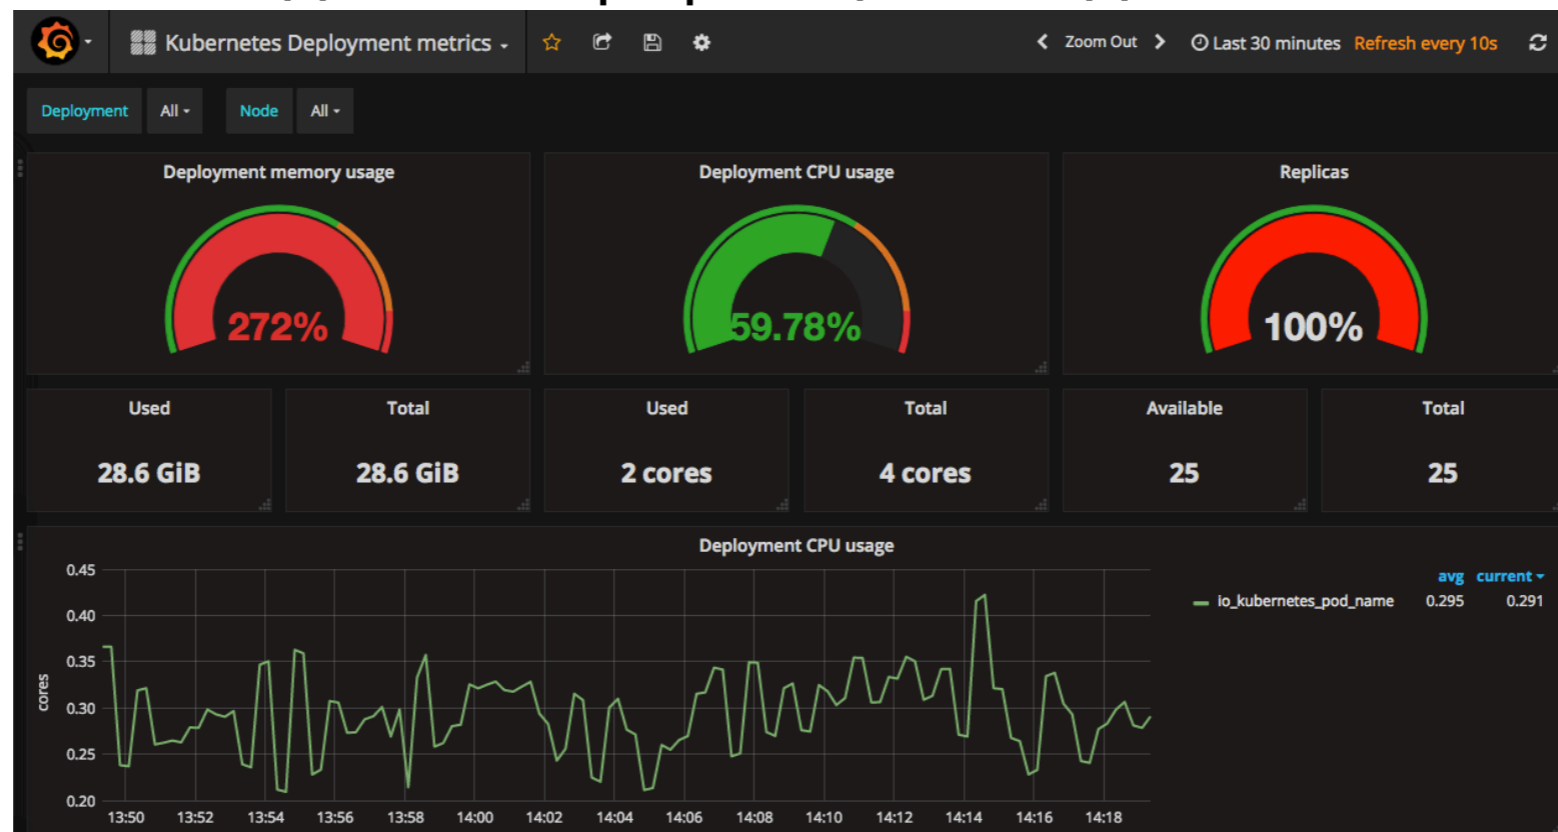 Kubernetes Deployment metrics
Zoom Out
Last 30 minutes Refresh every 10s
Deployment All Node All
Deployment memory usage
272%
Deployment CPU usage
59.78%
Replicas
100%
Used
28.6 GiB
Total
28.6 GiB
Used
2 cores
Total
4 cores
Available
25
Total
25
Deployment CPU usage
cores
0.45
0.40
0.35
0.30
0.25
0.20
13:50 13:52 13:54 13:56 13:58 14:00 14:02 14:04 14:06 14:08 14:10 14:12 14:14 14:16 14:18
avg current
io_kubernetes_pod_name 0.295 0.291